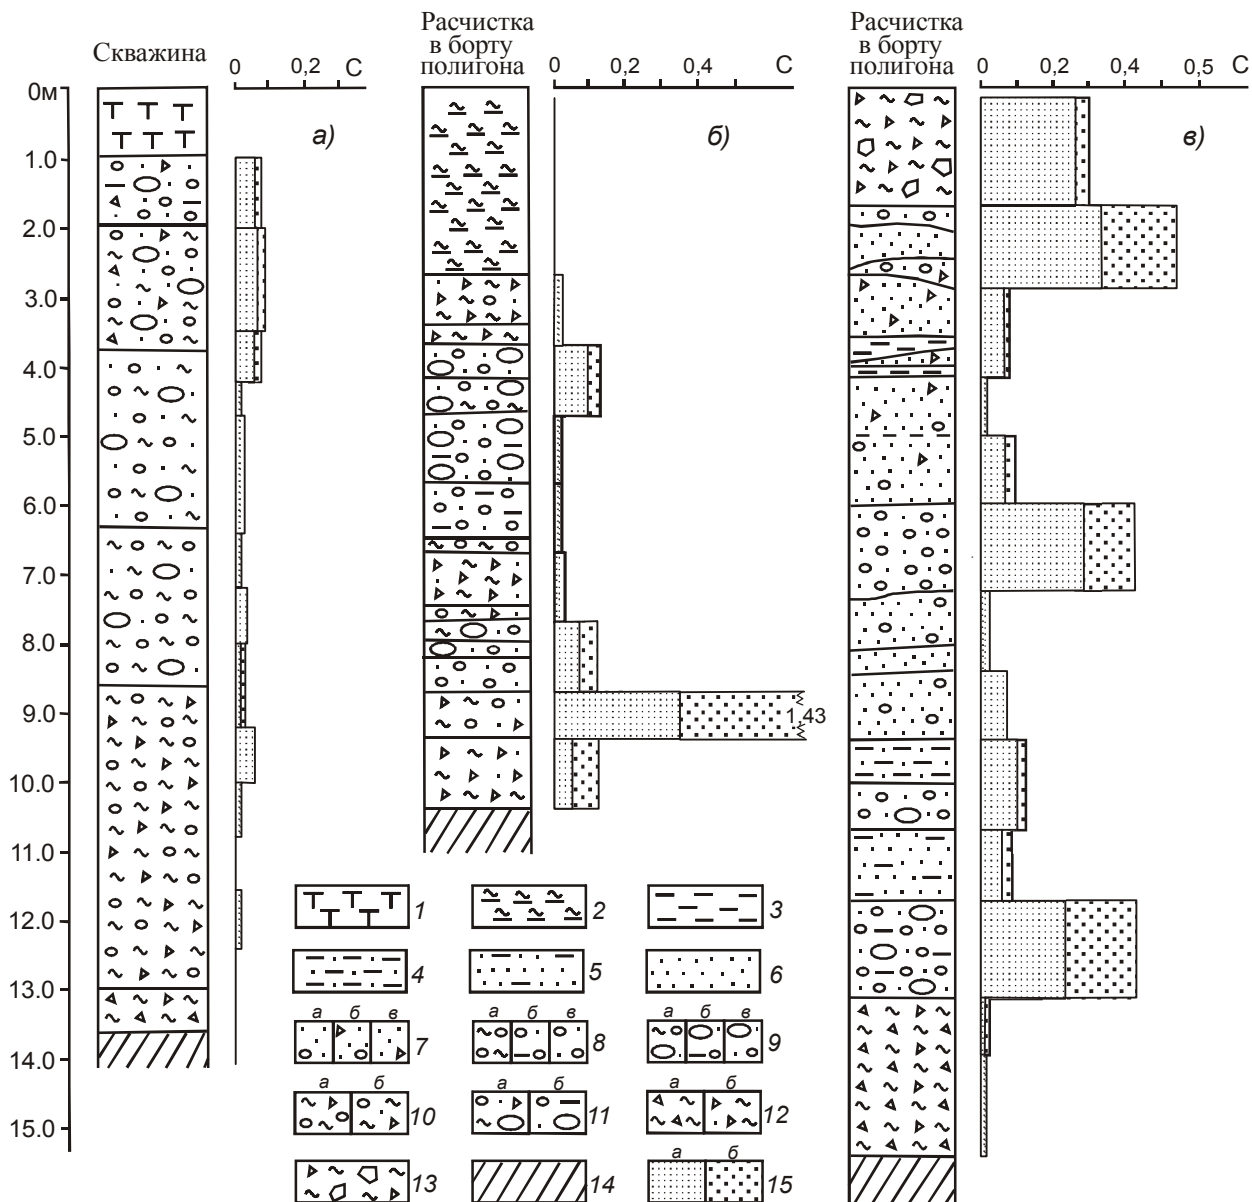 Скважина
0 0,2 С
а)
Расчистка
в борту
полигона
0 0,2 0,4 С
б)
Расчистка
в борту
полигона
0 0,2 0,4 0,5 С
в)
0м
1.0
2.0
3.0
4.0
5.0
6.0
7.0
8.0
9.0
10.0
11.0
12.0
13.0
14.0
15.0
1,43
1 2 3
4 5 6
а б в 7 а б в 8 а б в 9
а б 10 а б 11 а б 12
13 14 а б 15